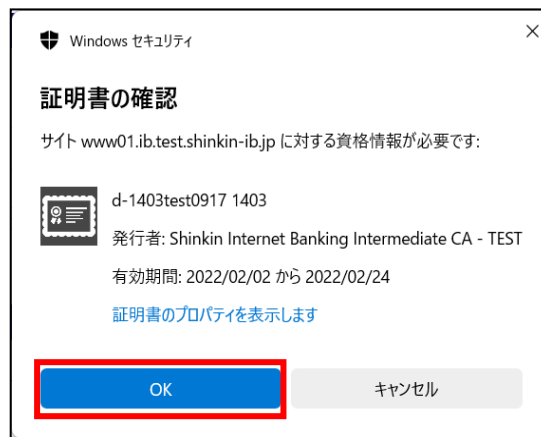 Windows セキュリティ
証明書の確認
サイト www01.ib.test.shinkin-ib.jp に対する資格情報が必要です:
d-1403test0917 1403
発行者: Shinkin Internet Banking Intermediate CA - TEST
有効期間: 2022/02/02 から 2022/02/24
証明書のプロパティを表示します
OK
キャンセル